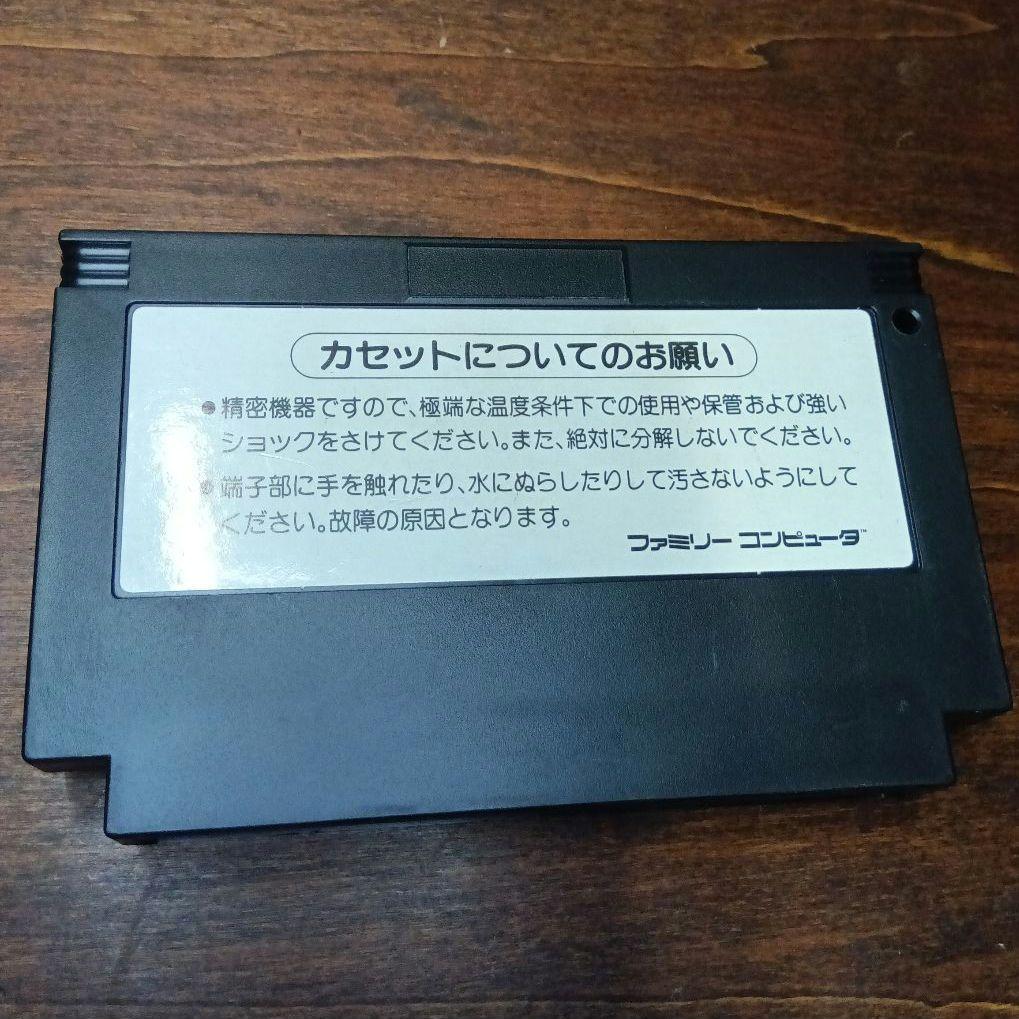 カセットについてのお願い
●精密機器ですので、極端な温度条件下での使用や保管および強い
ショックをさけてください。また、絶対に分解しないでください。
●端子部に手を触れたり、水にぬらしたりして汚さないようにして
ください。故障の原因となります。
ファミリー コンピュータ™